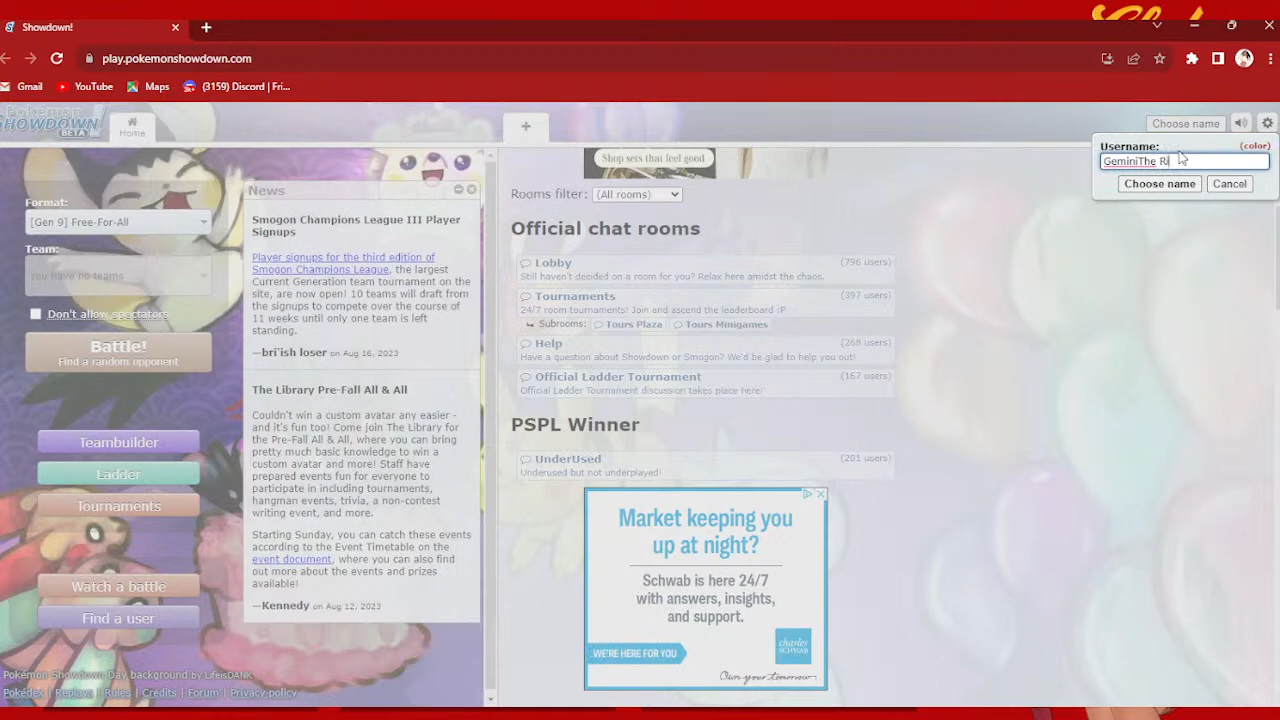 Showdown!
play.pokemonshowdown.com
Gmail
YouTube
Maps
(3159) Discord | Fri...
Pokémon
SHOWDOWN
BETA
Home
Choose name
Username:
(color)
GeminiThe Ri
Choose name
Cancel
Format:
[Gen 9] Free-For-All
Team:
You have no teams
Don't allow spectators
Battle!
Find a random opponent
Teambuilder
Ladder
Tournaments
Watch a battle
Find a user
Pokémon Showdown Day background by LifeisDANK
Pokédex | Replays | Rules | Credits | Forum | Privacy policy
News
Smogon Champions League III Player
Signups
Player signups for the third edition of
Smogon Champions League, the largest
Current Generation team tournament on the
site, are now open! 10 teams will draft from
the signups to compete over the course of
11 weeks until only one team is left
standing.
—bri'ish loser on Aug 16, 2023
The Library Pre-Fall All & All
Couldn't win a custom avatar any easier -
and it's fun too! Come join The Library for
the Pre-Fall All & All, where you can bring
pretty much basic knowledge to win a
custom avatar and more! Staff have
prepared events fun for everyone to
participate in including tournaments,
hangman events, trivia, a non-contest
writing event, and more.
Starting Sunday, you can catch these events
according to the Event Timetable on the
event document, where you can also find
out more about the events and prizes
available!
—Kennedy on Aug 12, 2023
Shop sets that feel good
Rooms filter: (All rooms)
Official chat rooms
Lobby (796 users)
Still haven't decided on a room for you? Relax here amidst the chaos.
Tournaments (397 users)
24/7 room tournaments! Join and ascend the leaderboard :P
Subrooms: Tours Plaza Tours Minigames
Help (268 users)
Have a question about Showdown or Smogon? We'd be glad to help you out!
Official Ladder Tournament (167 users)
Official Ladder Tournament discussion takes place here!
PSPL Winner
UnderUsed (201 users)
Underused but not underplayed!
Market keeping you
up at night?
Schwab is here 24/7
with answers, insights,
and support.
WE'RE HERE FOR YOU
charles
SCHWAB
Own your tomorrow.